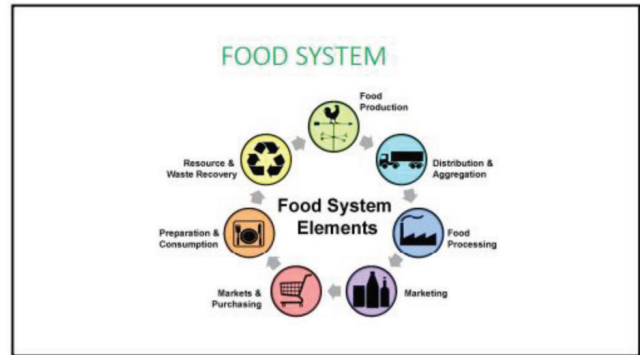 FOOD SYSTEM
Food
Production
Distribution &
Aggregation
Food
Processing
Marketing
Markets &
Purchasing
Preparation &
Consumption
Resource &
Waste Recovery
Food System
Elements